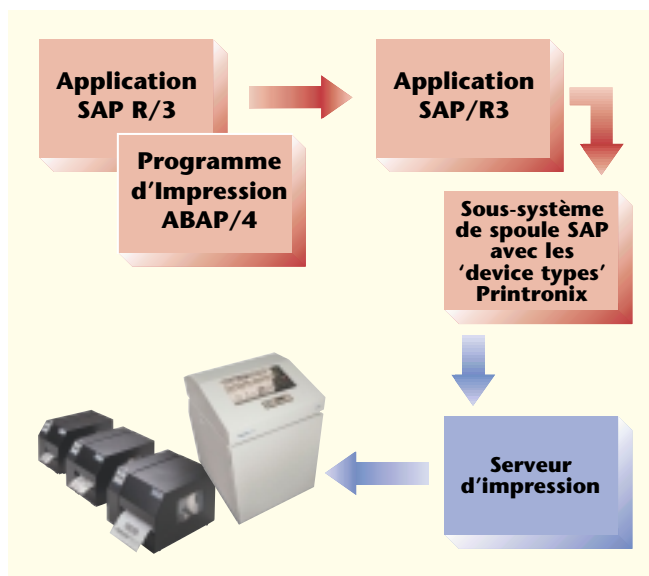 Application
SAP R/3
Programme
d'Impression
ABAP/4
Application
SAP/R3
Sous-système
de spoule SAP
avec les
'device types'
Printronix
Serveur
d'impression